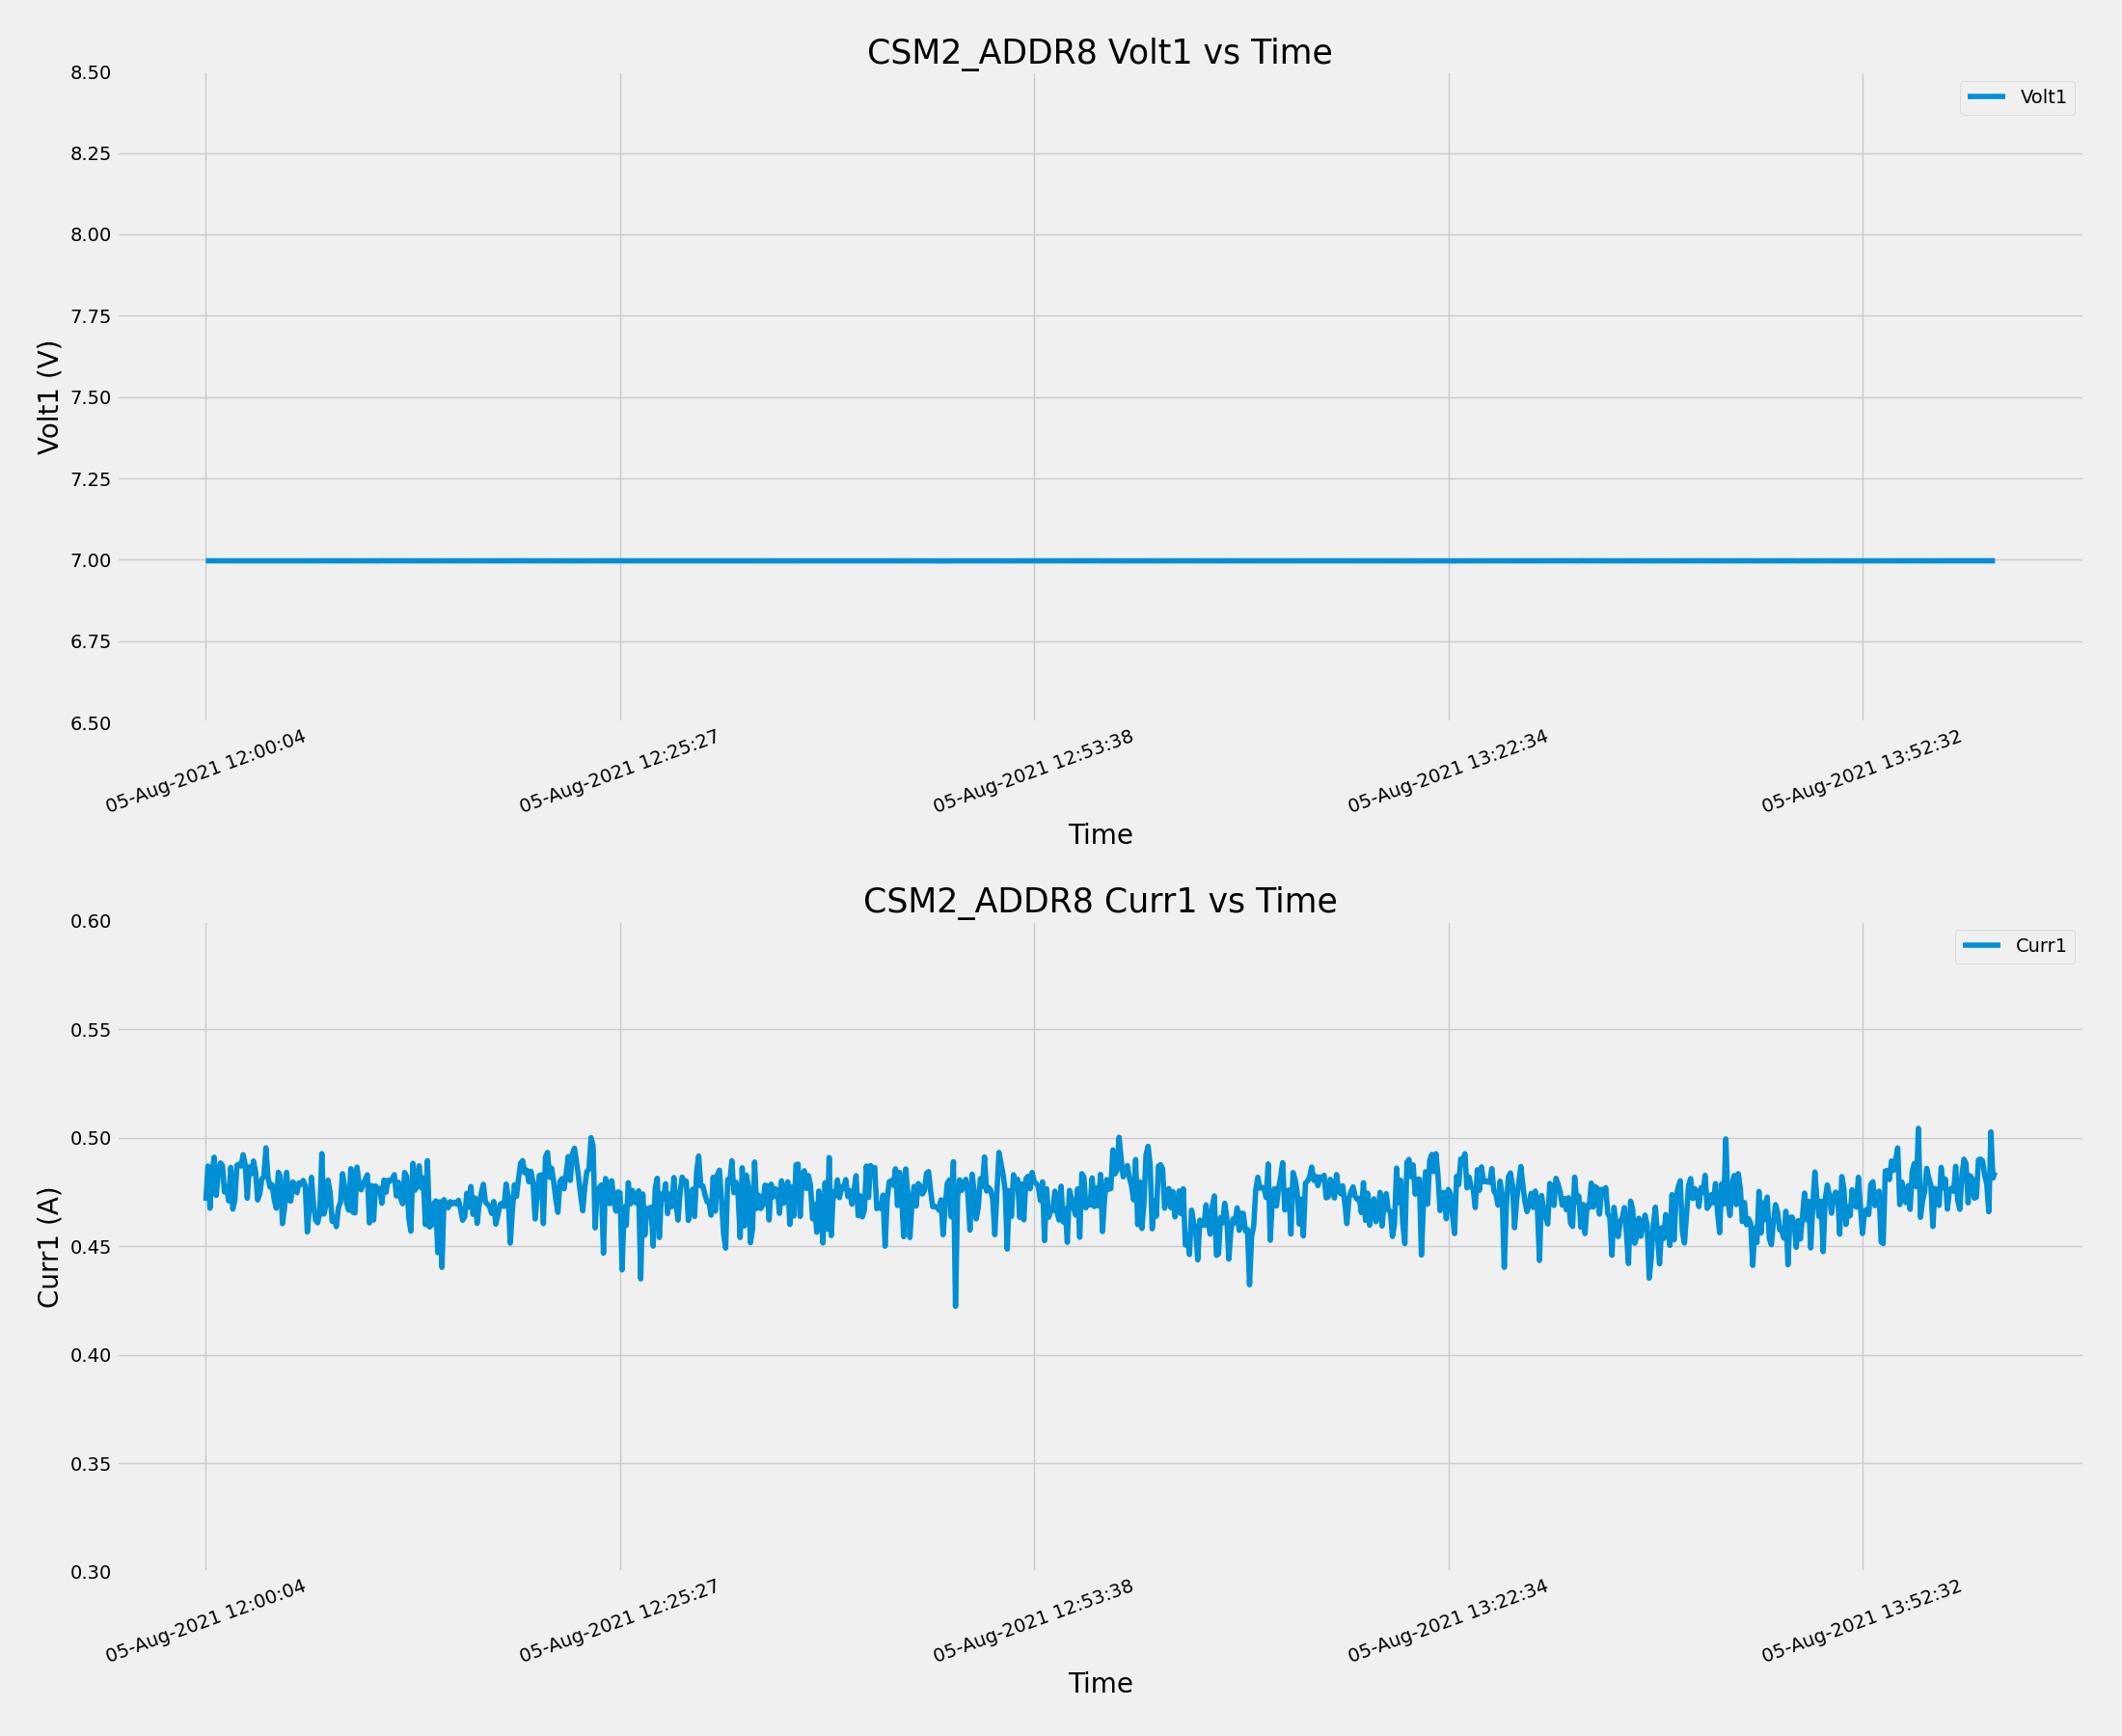 CSM2_ADDR8 Volt1 vs Time
Volt1
8.50
8.25
8.00
7.75
7.50
7.25
7.00
6.75
6.50
Volt1 (V)
05-Aug-2021 12:00:04
05-Aug-2021 12:25:27
05-Aug-2021 12:53:38
05-Aug-2021 13:22:34
05-Aug-2021 13:52:32
Time
CSM2_ADDR8 Curr1 vs Time
Curr1
0.60
0.55
0.50
0.45
0.40
0.35
0.30
Curr1 (A)
05-Aug-2021 12:00:04
05-Aug-2021 12:25:27
05-Aug-2021 12:53:38
05-Aug-2021 13:22:34
05-Aug-2021 13:52:32
Time